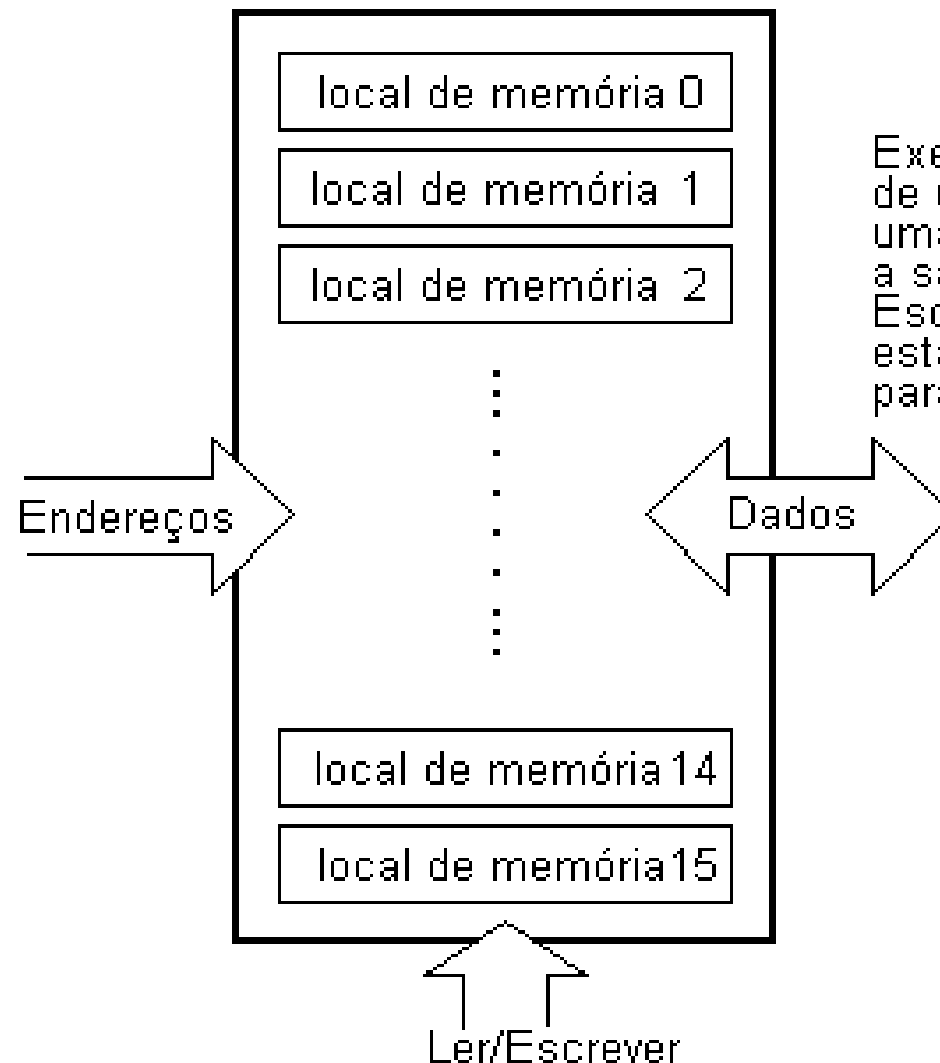 local de memória 0
local de memória 1
local de memória 2
de
a
Endereços
Dados
local de memória 14
local de memória 15
Ler/Escrever